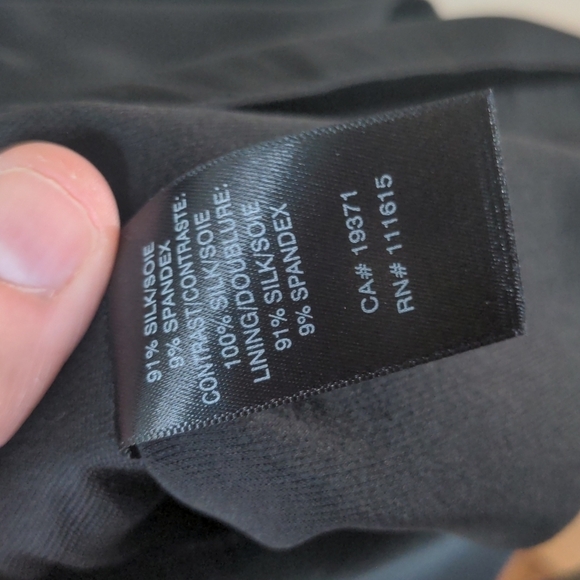 91% SILK/SOIE
9% SPANDEX
CONTRAST/CONTRASTE:
100% SILK/SOIE
LINING/DOUBLURE:
91% SILK/SOIE
9% SPANDEX
CA# 19371
RN# 111615